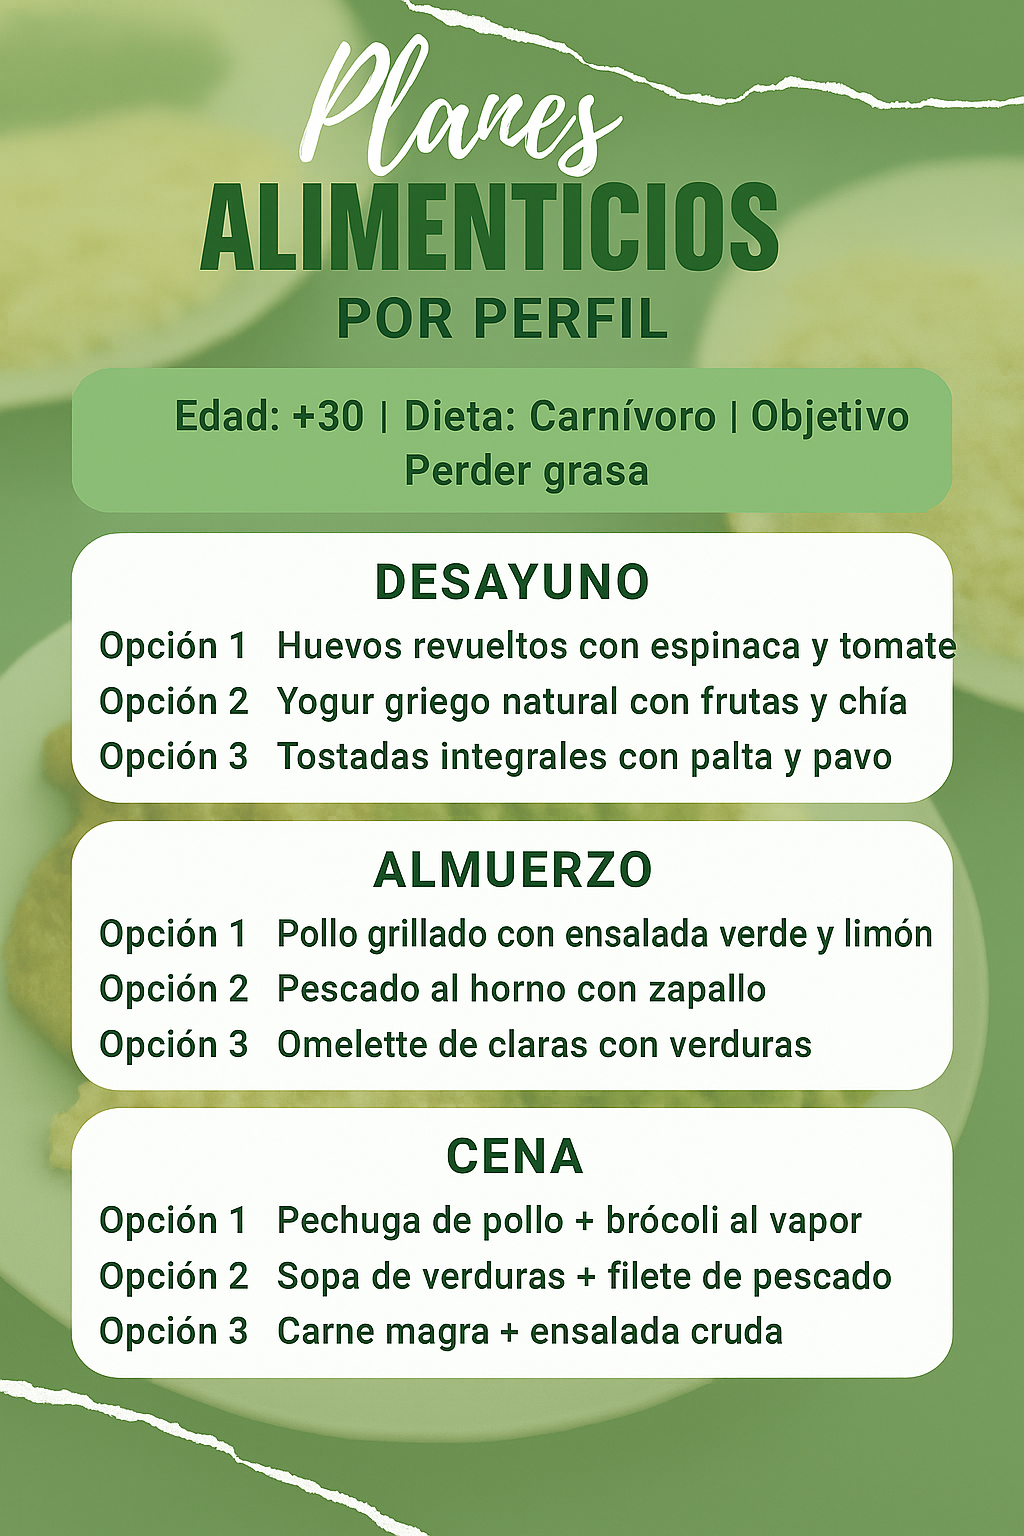 Planes
ALIMENTICIOS
POR PERFIL
Edad: +30 | Dieta: Carnívoro | Objetivo
Perder grasa
DESAYUNO
Opción 1 Huevos revueltos con espinaca y tomate
Opción 2 Yogur griego natural con frutas y chía
Opción 3 Tostadas integrales con palta y pavo
ALMUERZO
Opción 1 Pollo grillado con ensalada verde y limón
Opción 2 Pescado al horno con zapallo
Opción 3 Omelette de claras con verduras
CENA
Opción 1 Pechuga de pollo + brócoli al vapor
Opción 2 Sopa de verduras + filete de pescado
Opción 3 Carne magra + ensalada cruda